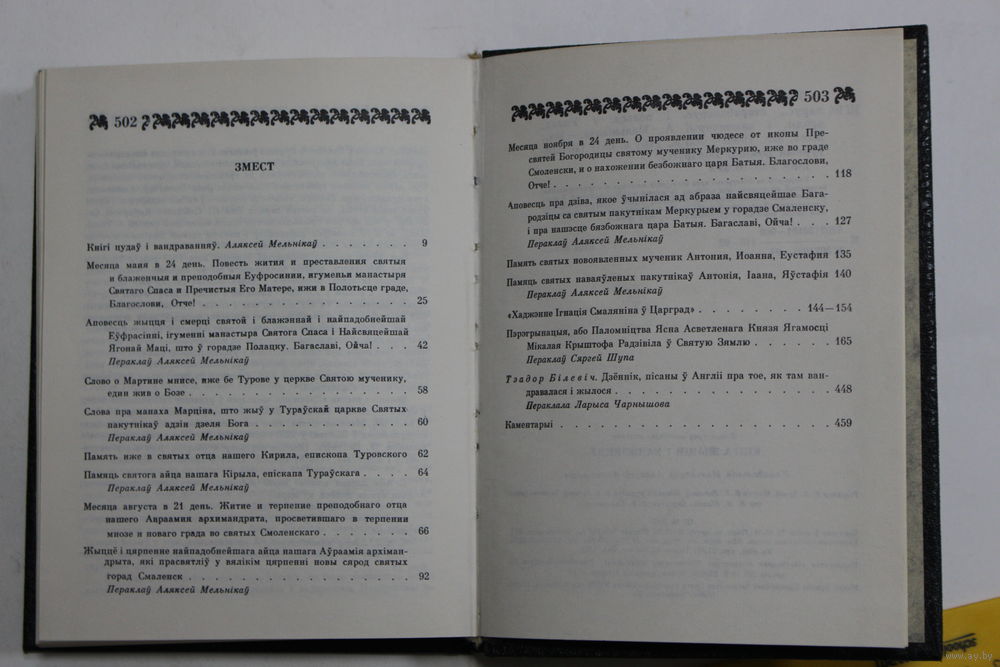 502
ЗМЕСТ
Кнігі цудаў і вандраванняў. Аляксей Мельнікаў . . . . . . . 9
Месяца майя в 24 день. Повесть жития и преставления святыя
и блаженныя и преподобныя Еуфросинии, игуменьи манастыря
Святаго Спаса и Пречистыя Его Матере, ижи в Полотьсце граде,
Благослови, Отче! . . . . . . . . . . . . . . . . . 25
Аповесць жыцця і смерці святой і блажэннай і найпадобнейшай
Еўфрасінні, ігуменні манастыра Святога Спаса і Найсвяцейшай
Ягонай Маці, што ў горадзе Полацку. Багаславі, Ойча! . . . 42
Пераклаў Аляксей Мельнікаў
Слово о Мартине мнисе, иже бе Турове у церкве Святою мученику,
един жив о Бозе . . . . . . . . . . . . . . . . . . 58
Слова пра манаха Марціна, што жыў у Тураўскай царкве Святых
пакутнікаў адзін дзеля Бога . . . . . . . . . . . . . 60
Пераклаў Аляксей Мельнікаў
Память иже в святых отца нашего Кирила, епископа Туровского 62
Памяць святога айца нашага Кірыла, епіскапа Тураўскага . . . . 64
Пераклаў Аляксей Мельнікаў
Месяца августа в 21 день. Житие и терпение преподобнаго отца
нашего Авраамия архимандрита, просветившаго в терпении
мнозе и новаго града во святых Смоленскаго . . . . . . . 66
Жыццё і цярпенне найпадобнейшага айца нашага Аўраамія архіман-
дрыта, які прасвятліў у вялікім цярпенні новы сярод святых
горад Смаленск . . . . . . . . . . . . . . . . . . 92
Пераклаў Аляксей Мельнікаў
503
Месяца ноября в 24 день. О проявлении чюдесе от иконы Пре-
святей Богородицы святому мученику Меркурию, иже во граде
Смоленски, и о нахожении безбожнаго царя Батыя. Благослови,
Отче! . . . . . . . . . . . . . . . . . . . . . . 118
Аповесць пра дзіва, якое ўчынілася ад абраза найсвяцейшае Бага-
родзіцы са святым пакутнікам Меркурыем у горадзе Смаленску,
і пра нашэсце бязбожнага цара Батыя. Багаславі, Ойча! . . . 127
Пераклаў Аляксей Мельнікаў
Память святых новоявленных мученик Антония, Иоанна, Еустафия 135
Памяць святых наваяўленых пакутнікаў Антонія, Іаана, Яўстафія 140
Пераклаў Аляксей Мельнікаў
«Хаджэнне Ігнація Смаляніна ў Царград» . . . . . . . . 144—154
Пэрэгрынацыя, або Паломніцтва Ясна Асветленага Князя Ягамосці
Мікалая Крыштофа Радзівіла ў Святую Зямлю . . . . . . 165
Пераклаў Сяргей Шупа
Тэадор Білевіч. Дзённік, пісаны ў Англіі пра тое, як там ван-
дравалася і жылося . . . . . . . . . . . . . . . . . 448
Пераклала Ларыса Чарнышова
Каментарыі . . . . . . . . . . . . . . . . . . . . 459
www.ay.by